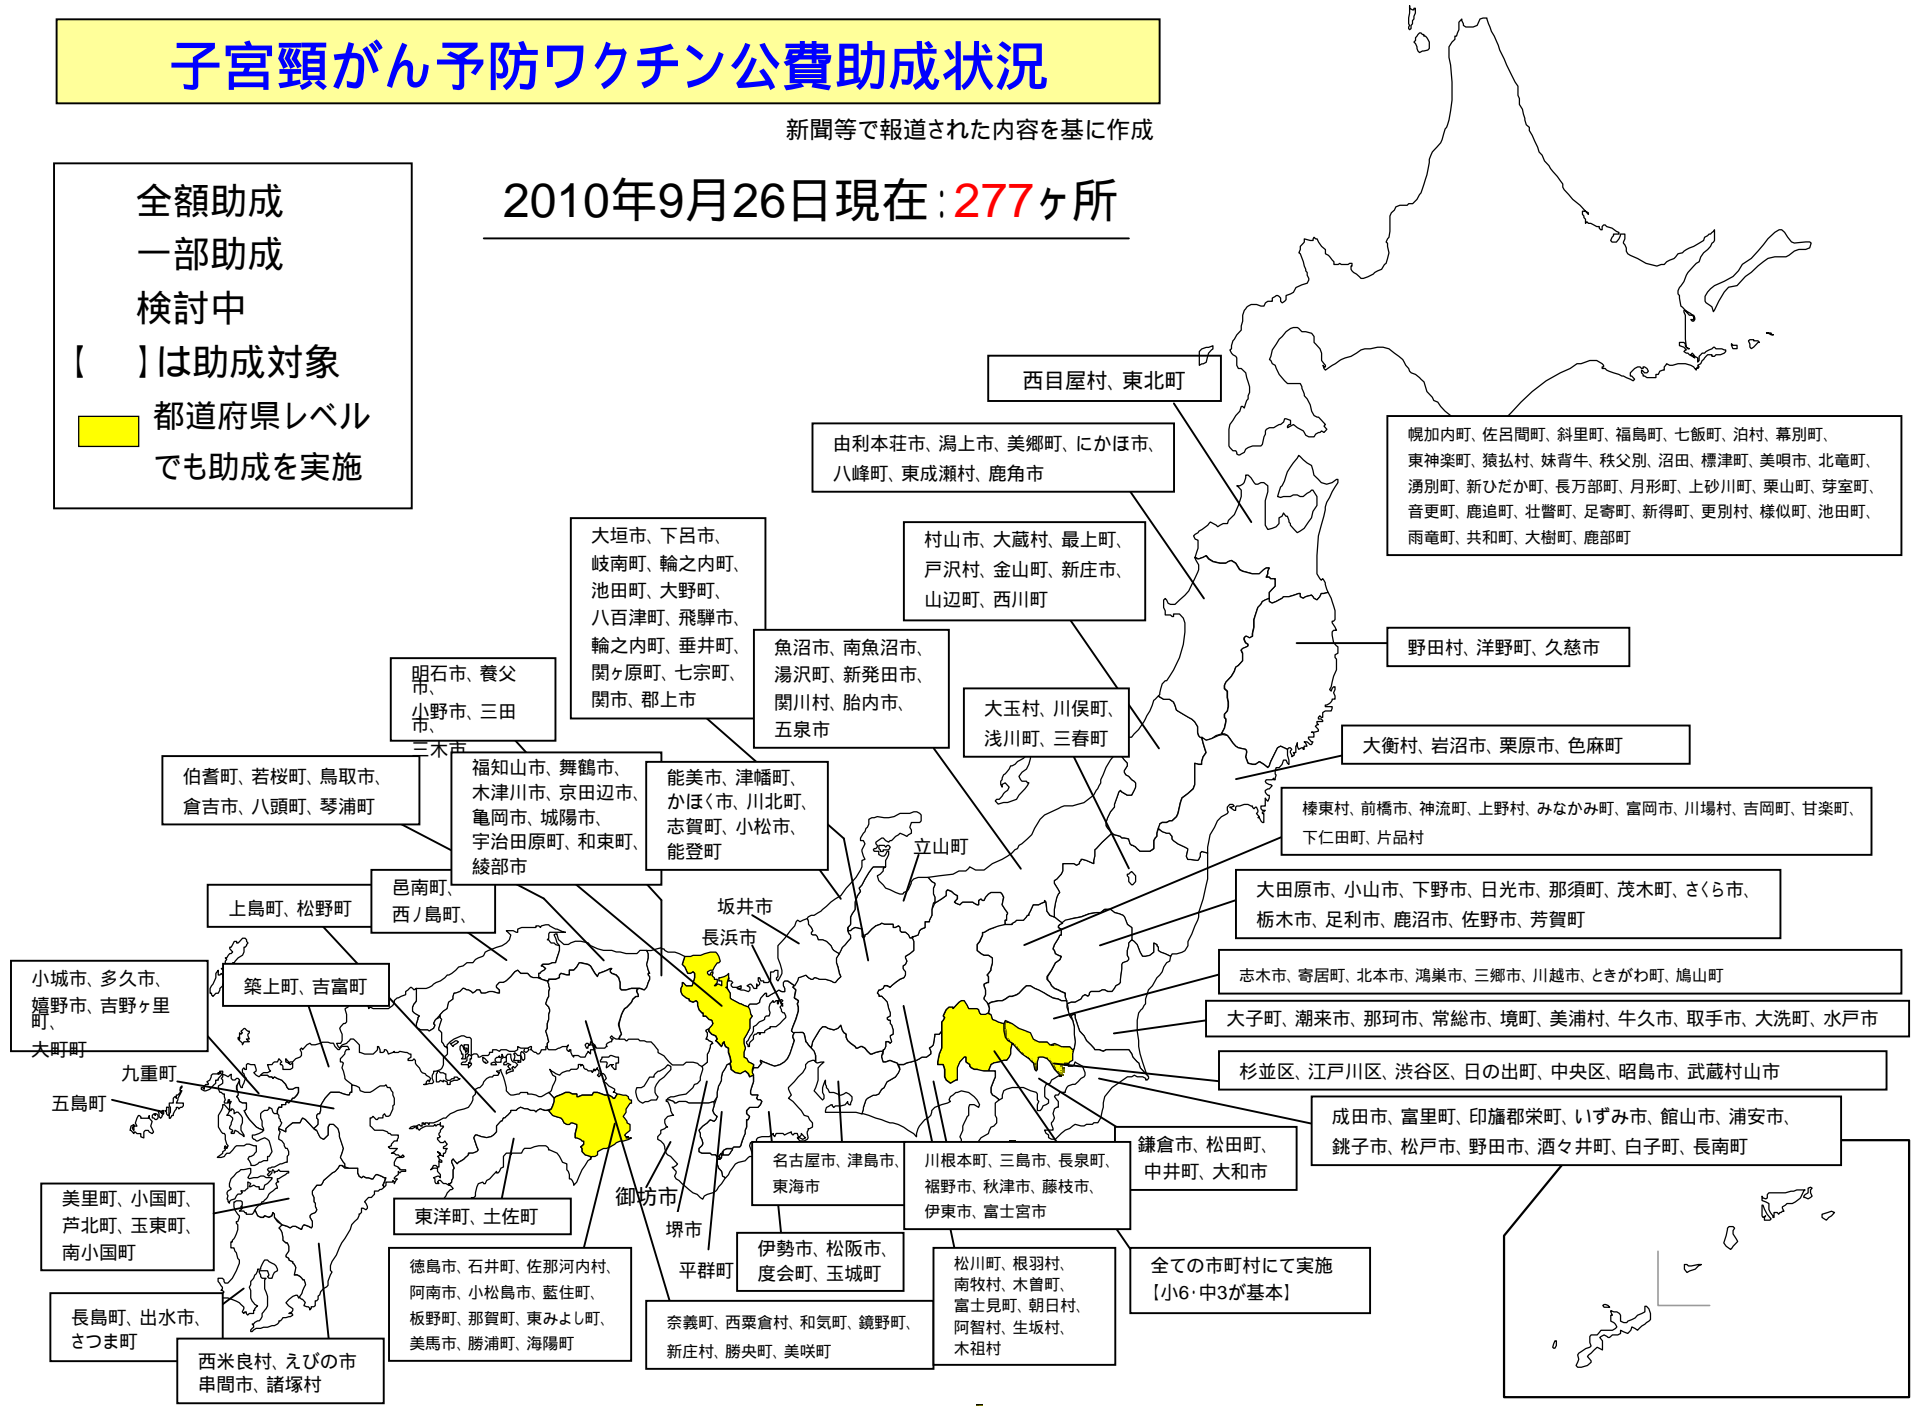 子宮頸がん予防ワクチン公費助成状況
新聞等で報道された内容を基に作成
2010年9月26日現在:277ヶ所
全額助成
一部助成
検討中
【　】は助成対象
都道府県レベル
でも助成を実施
西目屋村、東北町
由利本荘市、潟上市、美郷町、にかほ市、
八峰町、東成瀬村、鹿角市
幌加内町、佐呂間町、斜里町、福島町、七飯町、泊村、幕別町、
東神楽町、猿払村、妹背牛、秩父別、沼田、標津町、美唄市、北竜町、
湧別町、新ひだか町、長万部町、月形町、上砂川町、栗山町、芽室町、
音更町、鹿追町、壮瞥町、足寄町、新得町、更別村、様似町、池田町、
雨竜町、共和町、大樹町、鹿部町
大垣市、下呂市、
岐南町、輪之内町、
池田町、大野町、
八百津町、飛騨市、
輪之内町、垂井町、
関ヶ原町、七宗町、
関市、郡上市
村山市、大蔵村、最上町、
戸沢村、金山町、新庄市、
山辺町、西川町
魚沼市、南魚沼市、
湯沢町、新発田市、
関川村、胎内市、
五泉市
野田村、洋野町、久慈市
明石市、養父
市、
小野市、三田
市、
三木市
大玉村、川俣町、
浅川町、三春町
大衡村、岩沼市、栗原市、色麻町
伯耆町、若桜町、鳥取市、
倉吉市、八頭町、琴浦町
福知山市、舞鶴市、
木津川市、京田辺市、
亀岡市、城陽市、
宇治田原町、和束町、
綾部市
能美市、津幡町、
かほく市、川北町、
志賀町、小松市、
能登町
立山町
榛東村、前橋市、神流町、上野村、みなかみ町、富岡市、川場村、吉岡町、甘楽町、
下仁田町、片品村
邑南町、
西ノ島町、
上島町、松野町
坂井市
長浜市
大田原市、小山市、下野市、日光市、那須町、茂木町、さくら市、
栃木市、足利市、鹿沼市、佐野市、芳賀町
小城市、多久市、
嬉野市、吉野ヶ里
町、
大町町
築上町、吉富町
志木市、寄居町、北本市、鴻巣市、三郷市、川越市、ときがわ町、鳩山町
大子町、潮来市、那珂市、常総市、境町、美浦村、牛久市、取手市、大洗町、水戸市
九重町
五島町
杉並区、江戸川区、渋谷区、日の出町、中央区、昭島市、武蔵村山市
成田市、富里町、印旛郡栄町、いずみ市、館山市、浦安市、
銚子市、松戸市、野田市、酒々井町、白子町、長南町
鎌倉市、松田町、
中井町、大和市
名古屋市、津島市、
東海市
川根本町、三島市、長泉町、
裾野市、秋津市、藤枝市、
伊東市、富士宮市
美里町、小国町、
芦北町、玉東町、
南小国町
東洋町、土佐町
御坊市
堺市
平群町
伊勢市、松阪市、
度会町、玉城町
徳島市、石井町、佐那河内村、
阿南市、小松島市、藍住町、
板野町、那賀町、東みよし町、
美馬市、勝浦町、海陽町
松川町、根羽村、
南牧村、木曽町、
富士見町、朝日村、
阿智村、生坂村、
木祖村
全ての市町村にて実施
【小6・中3が基本】
長島町、出水市、
さつま町
奈義町、西粟倉村、和気町、鏡野町、
新庄村、勝央町、美咲町
西米良村、えびの市
串間市、諸塚村